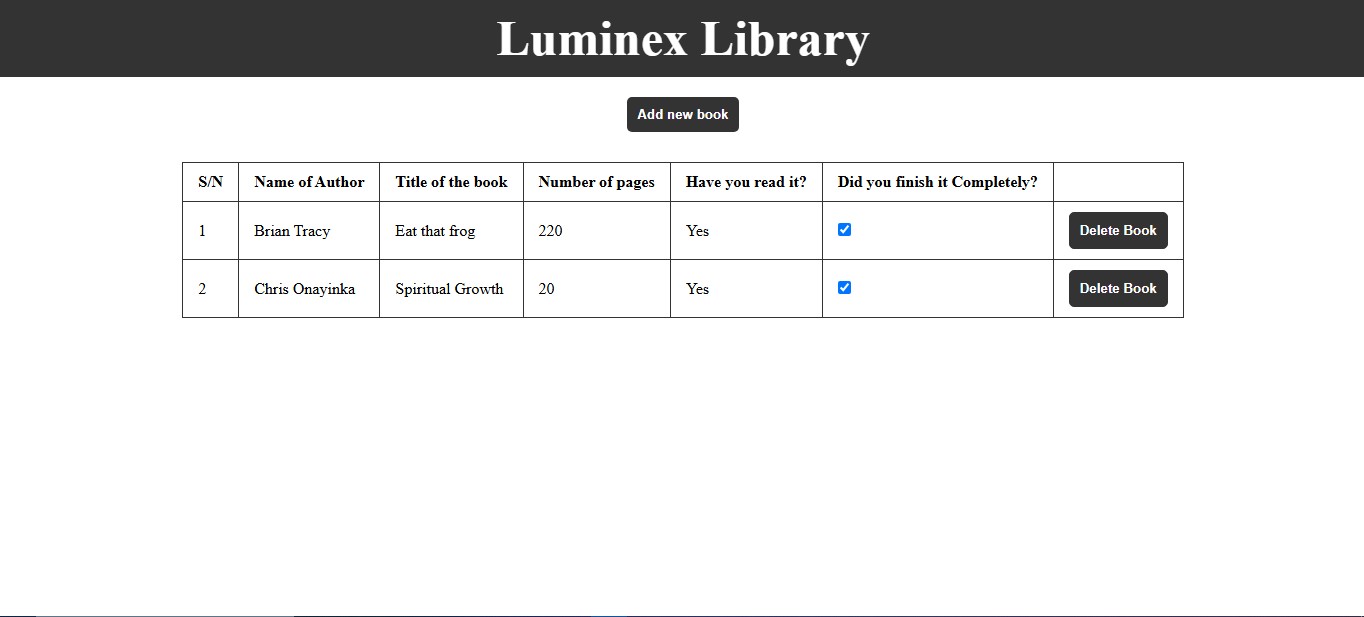 Luminex Library
Add new book
S/N Name of Author Title of the book Number of pages Have you read it? Did you finish it Completely?
1 Brian Tracy Eat that frog 220 Yes Delete Book
2 Chris Onayinka Spiritual Growth 20 Yes Delete Book